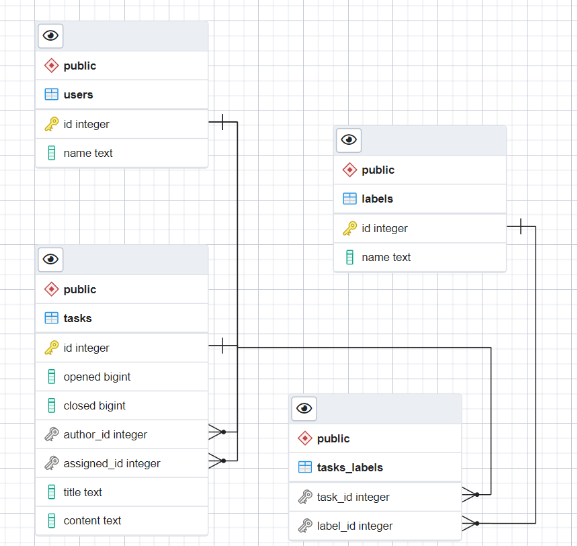 public
users
id integer
name text
public
labels
id integer
name text
public
tasks
id integer
opened bigint
closed bigint
author_id integer
assigned_id integer
title text
content text
public
tasks_labels
task_id integer
label_id integer